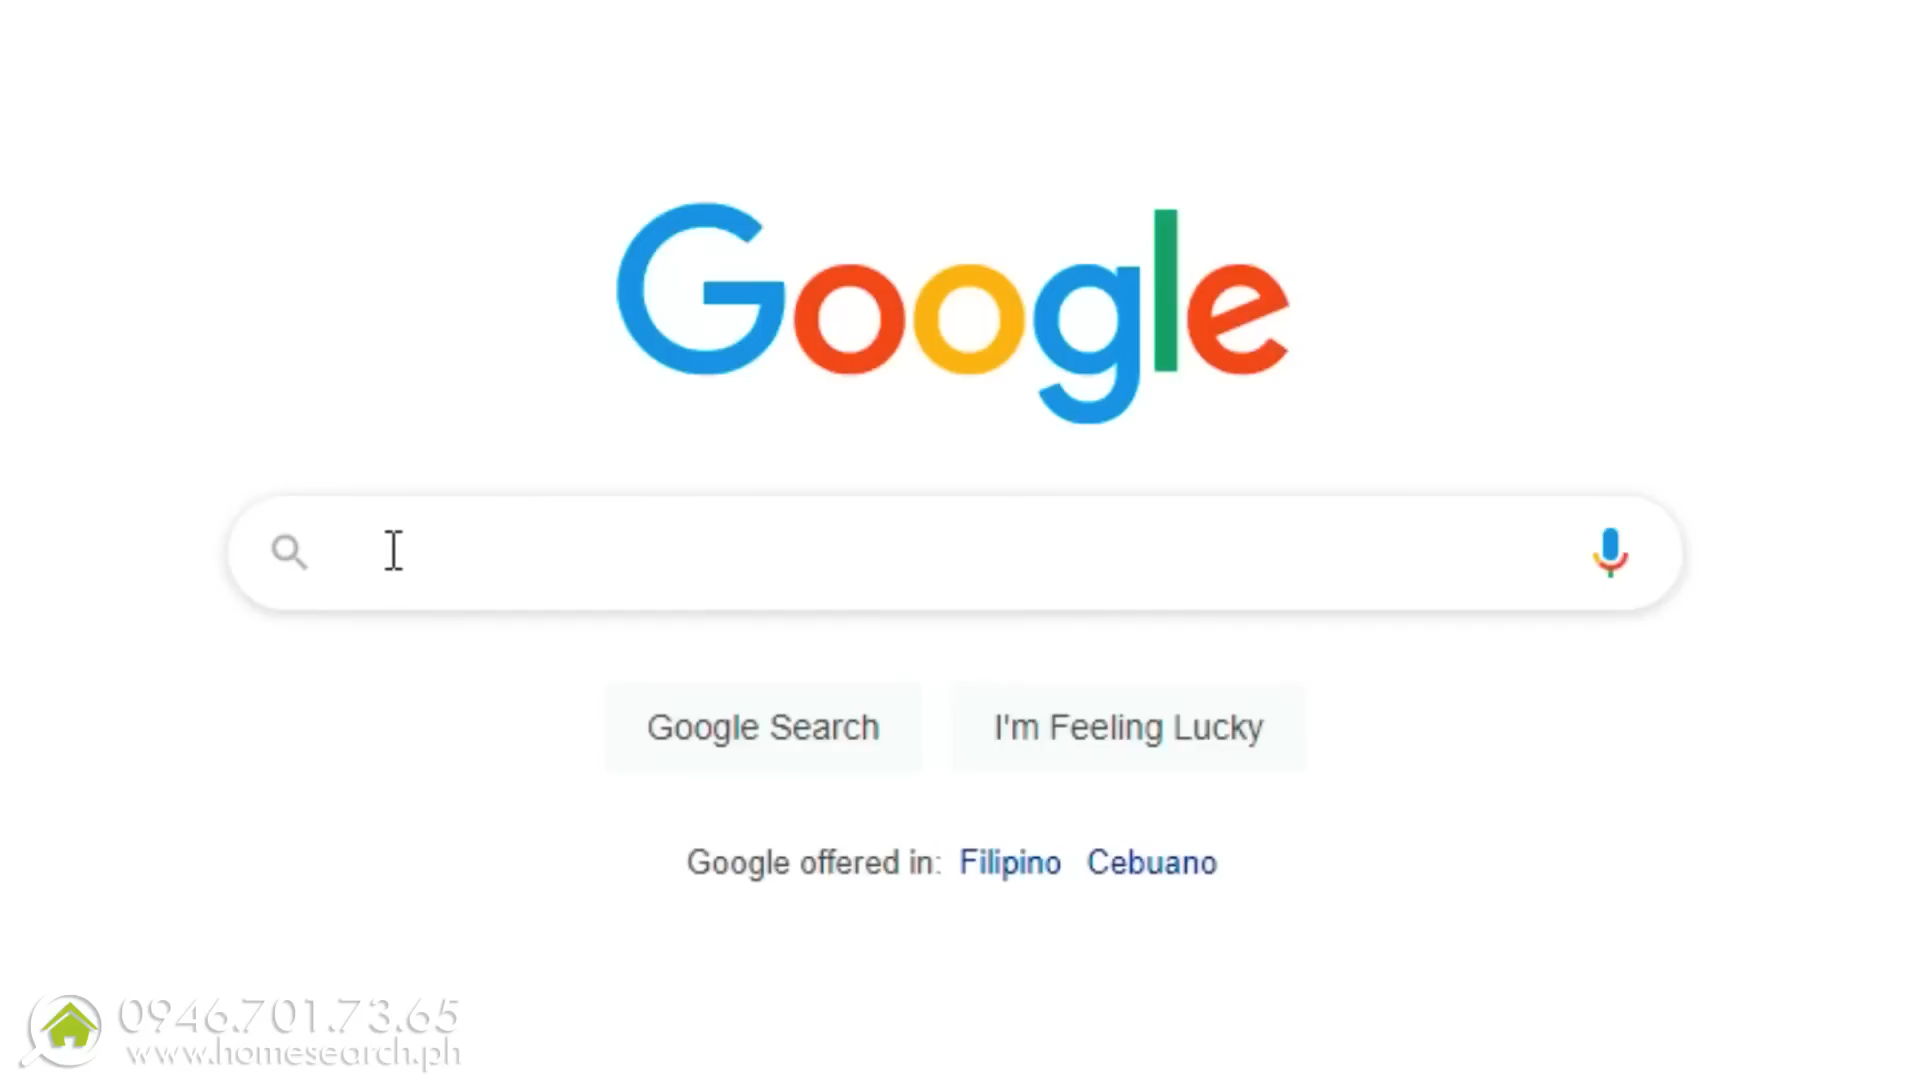 Google
Google Search
I'm Feeling Lucky
Google offered in: Filipino Cebuano
0946.701.73.65
www.homesearch.ph